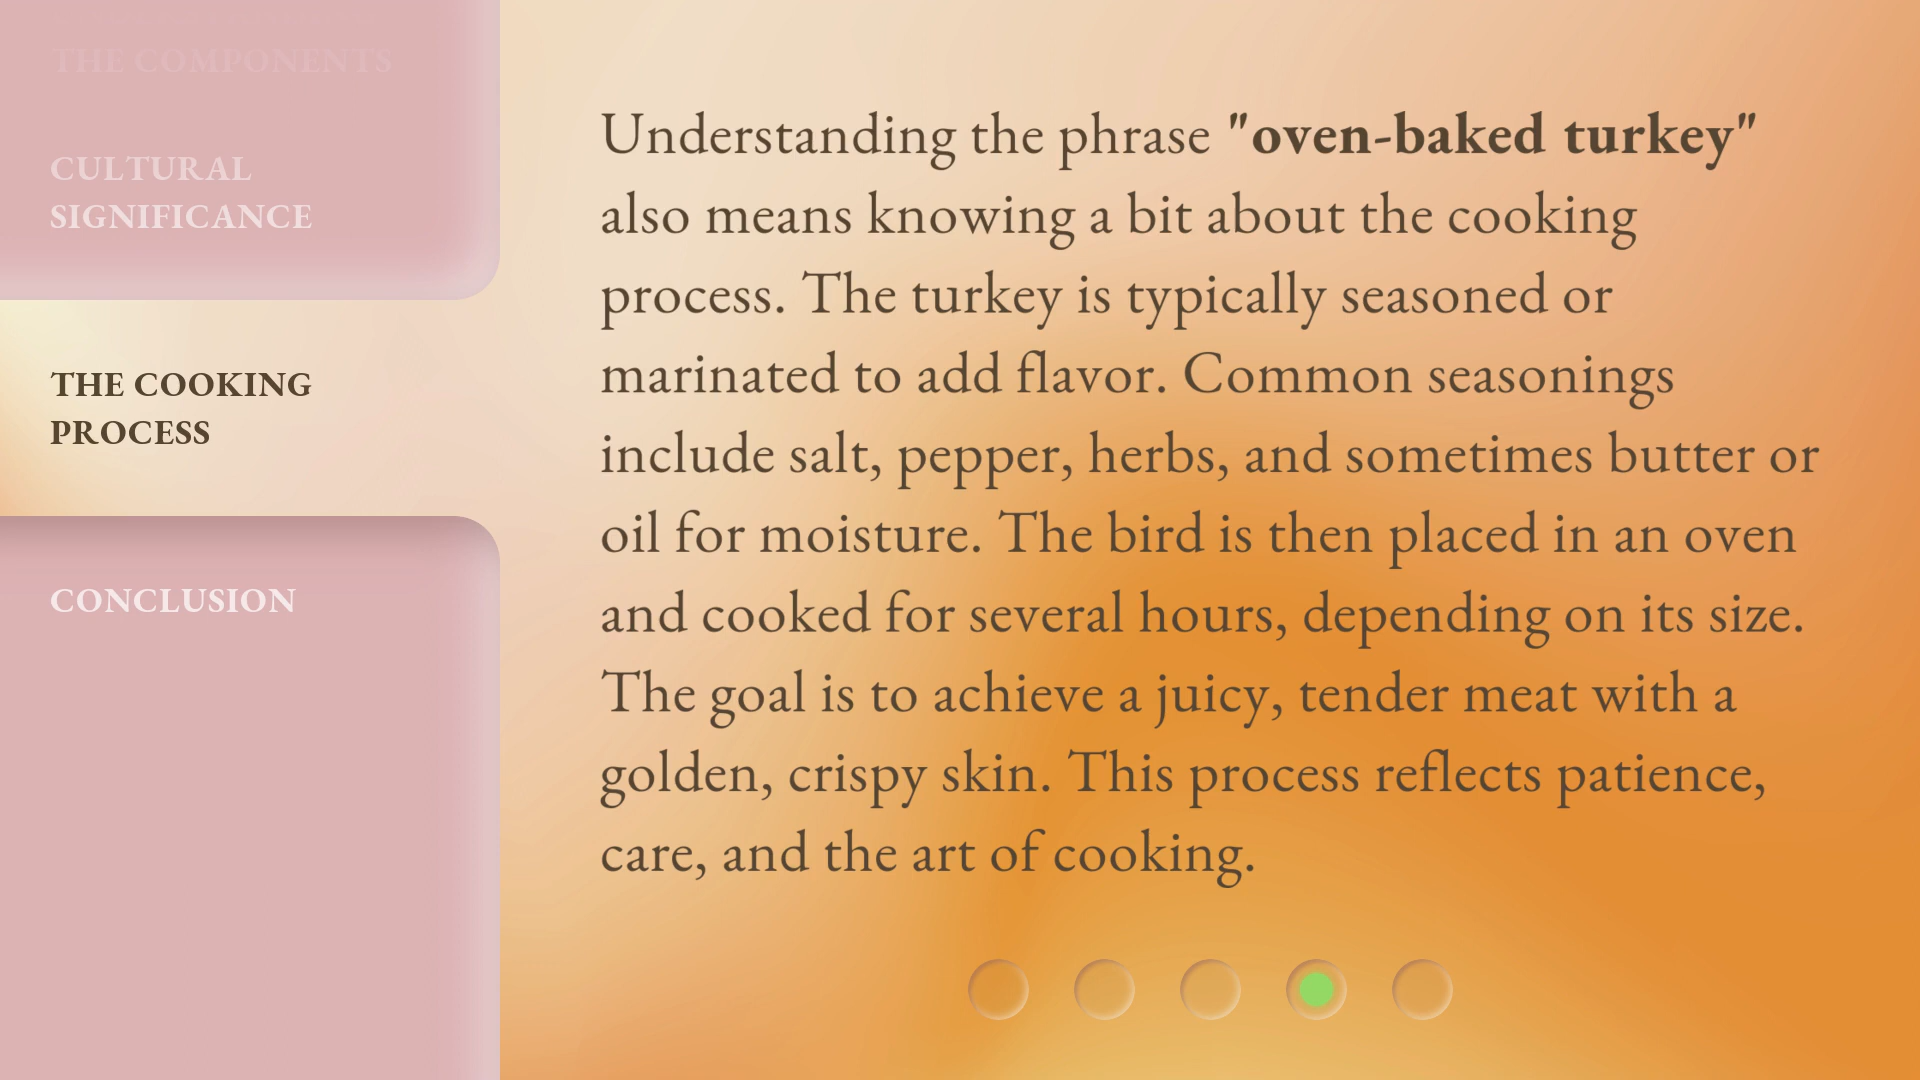 THE COMPONENTS
CULTURAL
SIGNIFICANCE
THE COOKING
PROCESS
CONCLUSION
Understanding the phrase "oven-baked turkey"
also means knowing a bit about the cooking
process. The turkey is typically seasoned or
marinated to add flavor. Common seasonings
include salt, pepper, herbs, and sometimes butter or
oil for moisture. The bird is then placed in an oven
and cooked for several hours, depending on its size.
The goal is to achieve a juicy, tender meat with a
golden, crispy skin. This process reflects patience,
care, and the art of cooking.